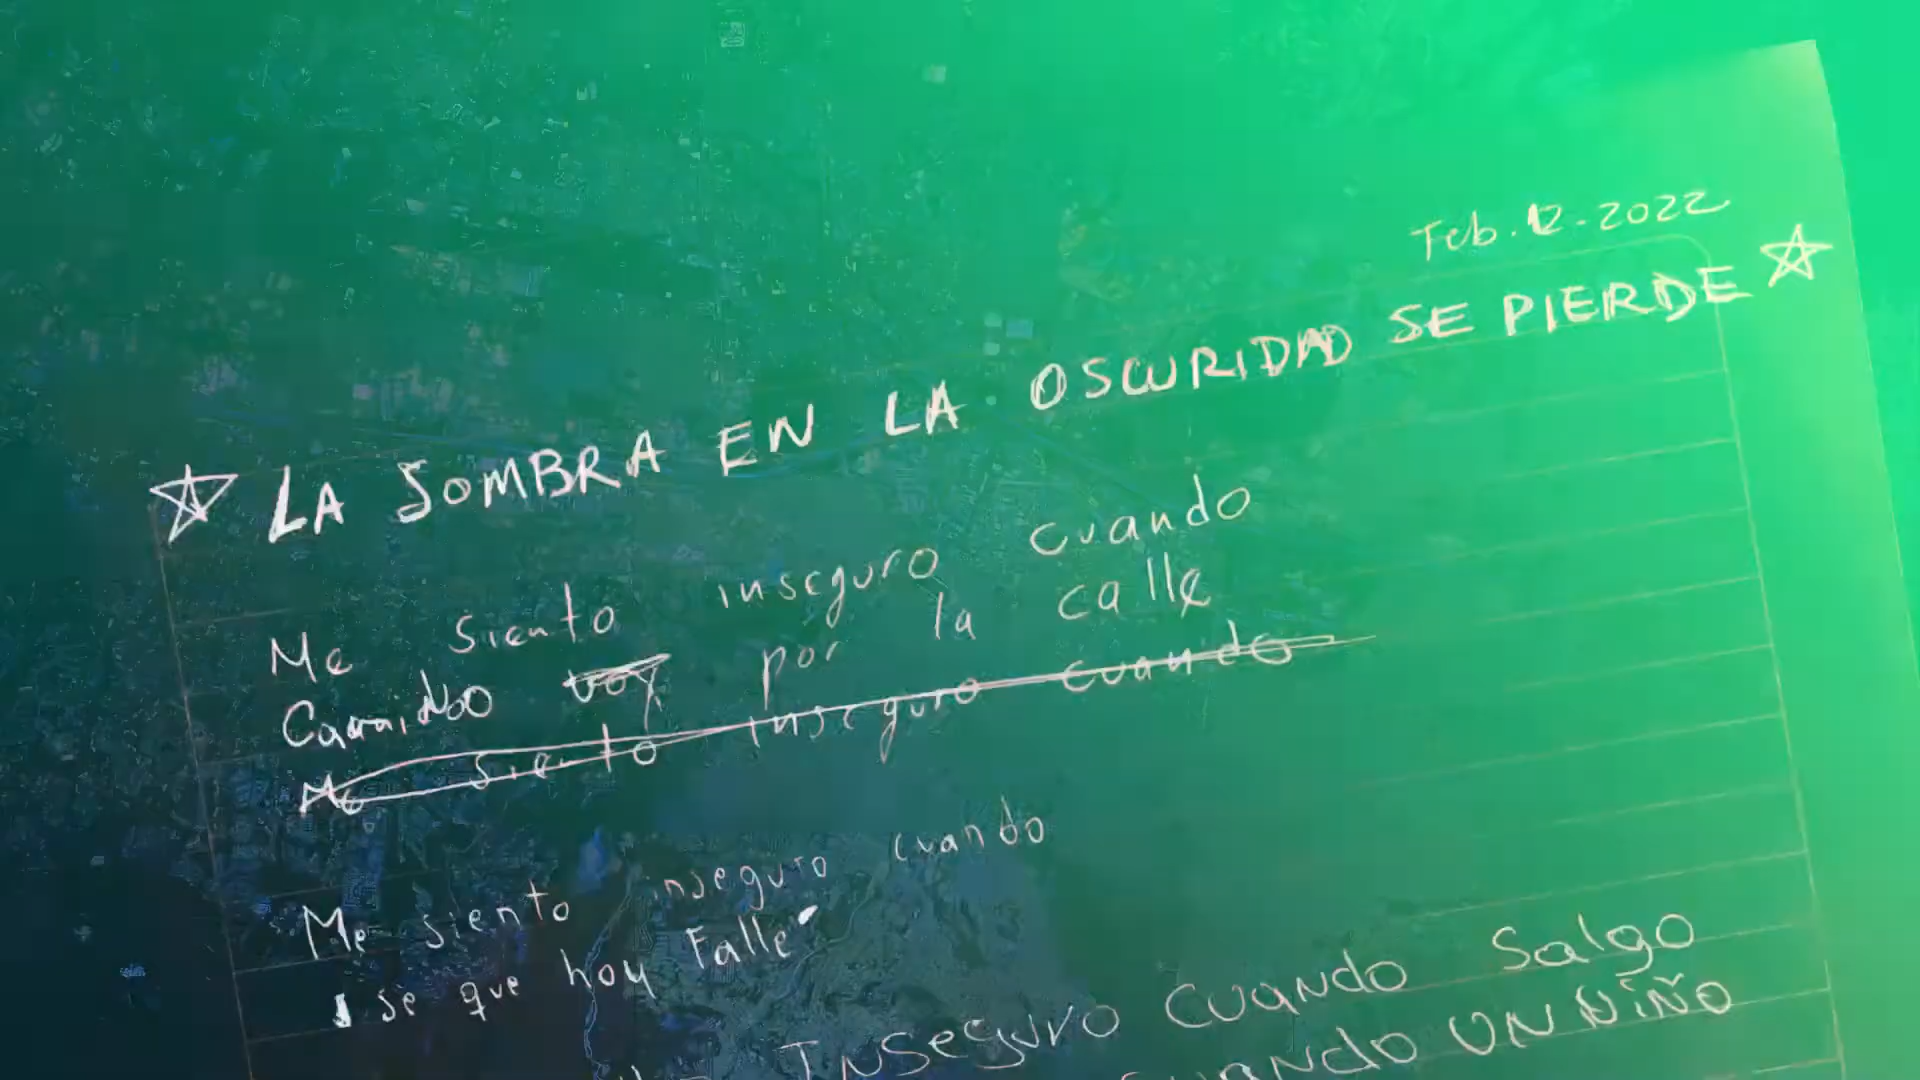 Feb. 12-2022
☆ LA SOMBRA EN LA OSCURIDAD SE PIERDE ☆
Me siento inseguro cuando
Camino voy por la calle
Me siento inseguro cuando
Me siento inseguro cuando
se que hoy Falle
Inseguro cuando salgo
cuando un niño